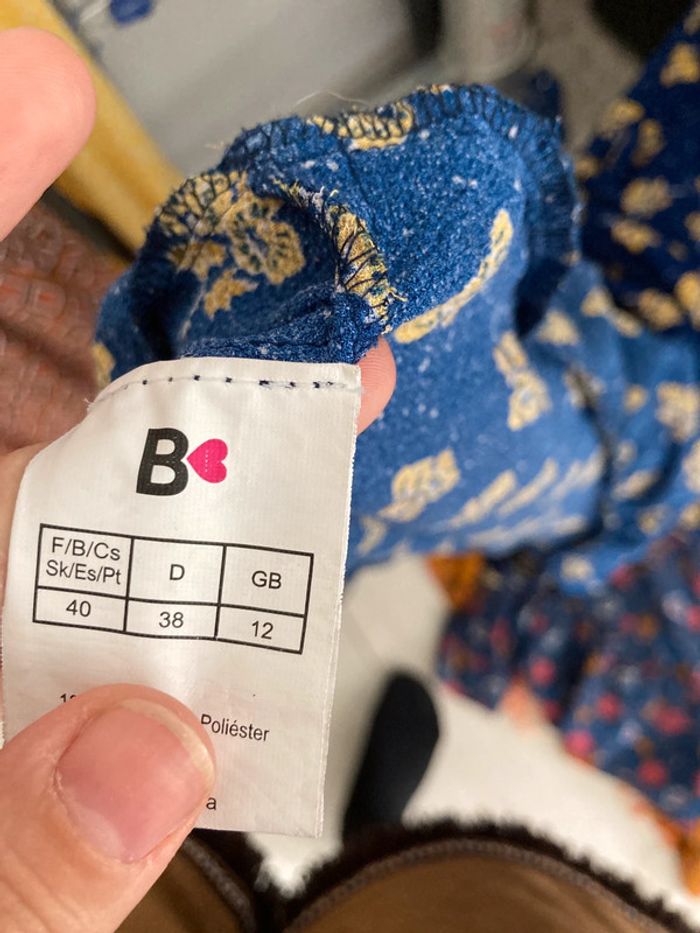 B
F/B/Cs D GB
Sk/Es/Pt
40 38 12
Poliéster
a